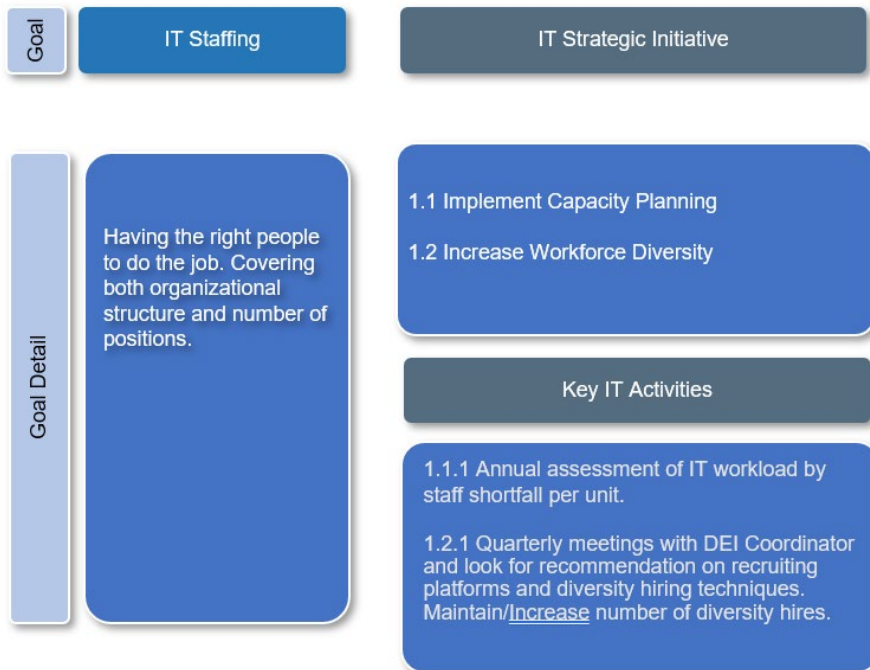 Goal
IT Staffing
IT Strategic Initiative
Goal Detail
Having the right people
to do the job. Covering
both organizational
structure and number of
positions.
1.1 Implement Capacity Planning
1.2 Increase Workforce Diversity
Key IT Activities
1.1.1 Annual assessment of IT workload by
staff shortfall per unit.
1.2.1 Quarterly meetings with DEI Coordinator
and look for recommendation on recruiting
platforms and diversity hiring techniques.
Maintain/Increase number of diversity hires.